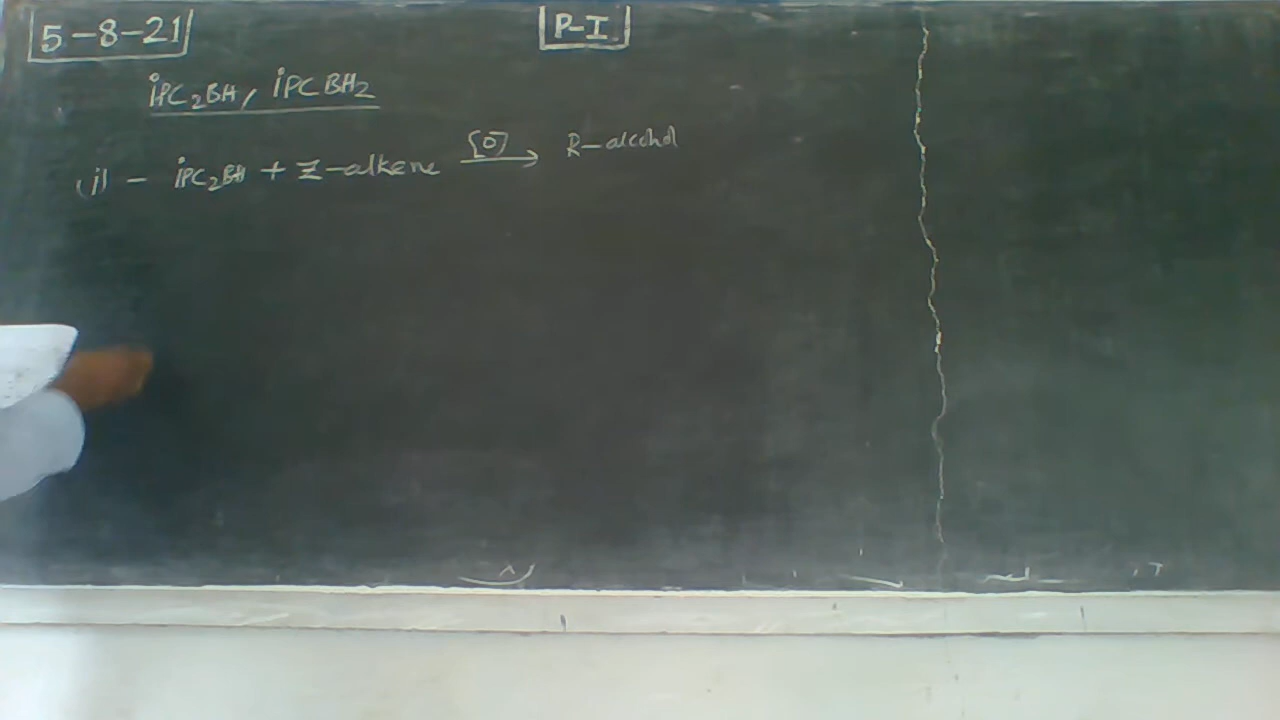 5-8-21
P-I
iPC₂BH, iPCBH₂
(i) - iPC₂BH + Z-alkene [O]→ R-alcohol